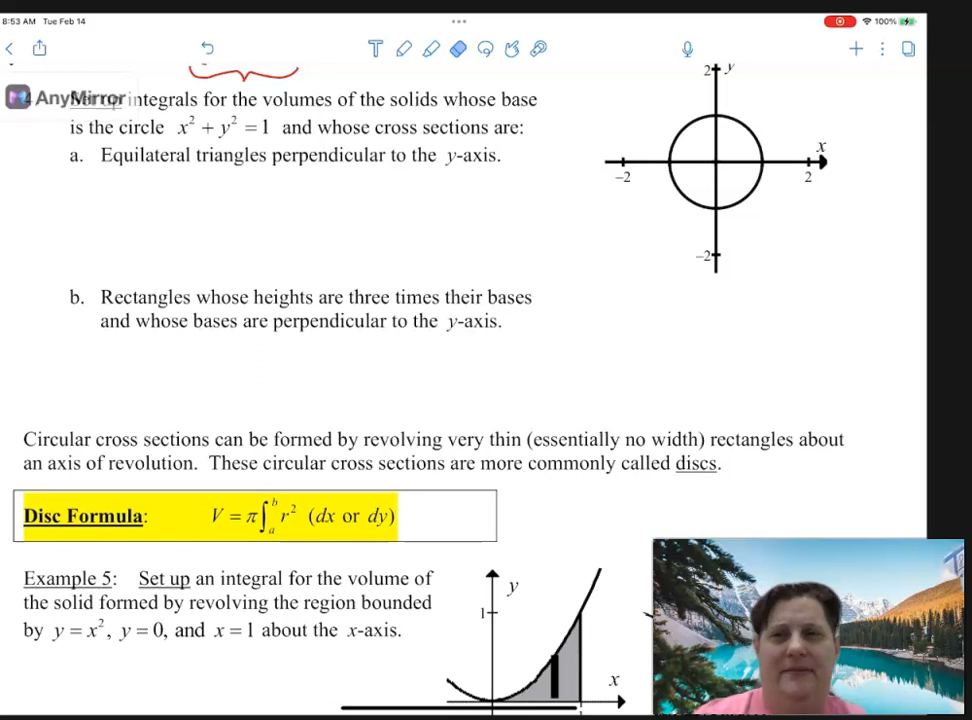 8:53 AM Tue Feb 14
100%
AnyMirror
integrals for the volumes of the solids whose base
is the circle x² + y² = 1 and whose cross sections are:
a. Equilateral triangles perpendicular to the y-axis.
2 y
x
−2 2
−2
b. Rectangles whose heights are three times their bases
and whose bases are perpendicular to the y-axis.
Circular cross sections can be formed by revolving very thin (essentially no width) rectangles about
an axis of revolution. These circular cross sections are more commonly called discs.
Disc Formula: V = π∫ₐᵇ r² (dx or dy)
Example 5: Set up an integral for the volume of
the solid formed by revolving the region bounded
by y = x², y = 0, and x = 1 about the x-axis.
y
1
x